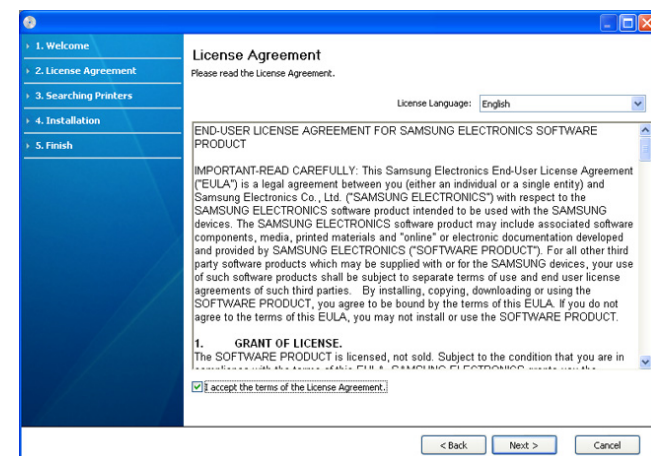 1. Welcome
2. License Agreement
3. Searching Printers
4. Installation
5. Finish
License Agreement
Please read the License Agreement.
License Language: English
END-USER LICENSE AGREEMENT FOR SAMSUNG ELECTRONICS SOFTWARE
PRODUCT
IMPORTANT-READ CAREFULLY: This Samsung Electronics End-User License Agreement
("EULA") is a legal agreement between you (either an individual or a single entity) and
Samsung Electronics Co., Ltd. ("SAMSUNG ELECTRONICS") with respect to the
SAMSUNG ELECTRONICS software product intended to be used with the SAMSUNG
devices. The SAMSUNG ELECTRONICS software product may include associated software
components, media, printed materials and "online" or electronic documentation developed
and provided by SAMSUNG ELECTRONICS ("SOFTWARE PRODUCT"). For all other third
party software products which may be supplied with or for the SAMSUNG devices, your use
of such software products shall be subject to separate terms of use and end user license
agreements of such third parties. By installing, copying, downloading or using the
SOFTWARE PRODUCT, you agree to be bound by the terms of this EULA. If you do not
agree to the terms of this EULA, you may not install or use the SOFTWARE PRODUCT.
1. GRANT OF LICENSE.
The SOFTWARE PRODUCT is licensed, not sold. Subject to the condition that you are in
I accept the terms of the License Agreement.
< Back Next > Cancel